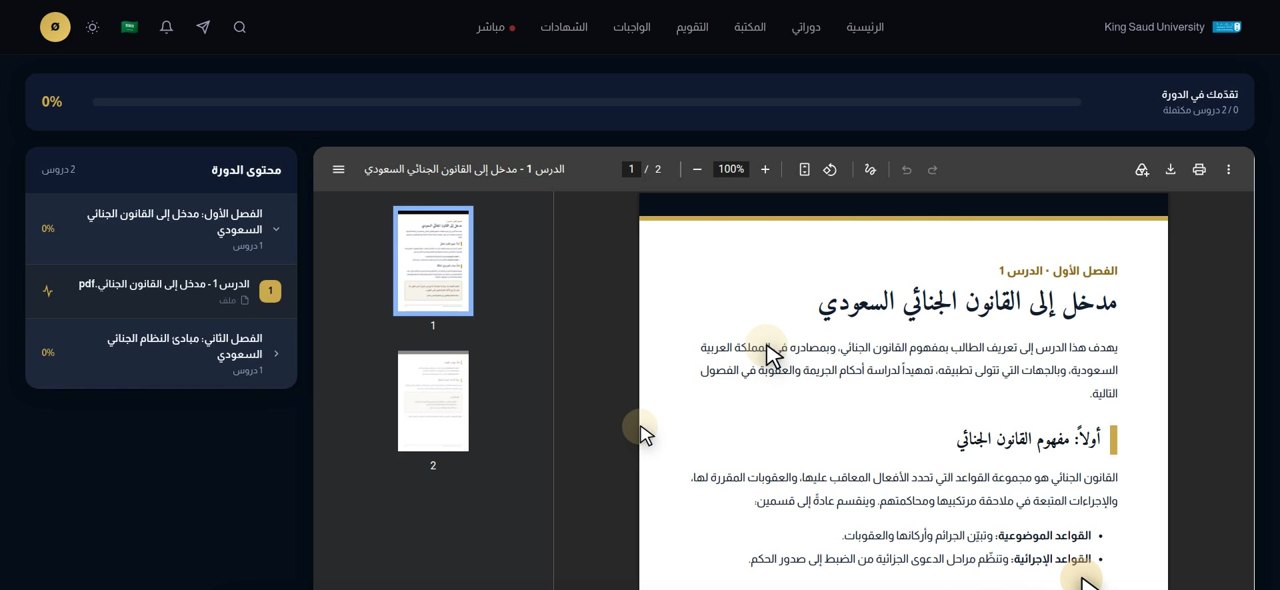 King Saud University
الرئيسية
دوراتي
المكتبة
التقويم
الواجبات
الشهادات
مباشر
تقدّمك في الدورة
0 / 2 دروس مكتملة
0%
محتوى الدورة
2 دروس
الفصل الأول: مدخل إلى القانون الجنائي
السعودي
1 دروس
0%
1
الدرس 1 - مدخل إلى القانون الجنائي.pdf
ملف
الفصل الثاني: مبادئ النظام الجنائي
السعودي
1 دروس
0%
الدرس 1 - مدخل إلى القانون الجنائي السعودي
1 / 2
100%
1
2
الفصل الأول · الدرس 1
مدخل إلى القانون الجنائي السعودي
يهدف هذا الدرس إلى تعريف الطالب بمفهوم القانون الجنائي، وبمصادره في المملكة العربية
السعودية، وبالجهات التي تتولى تطبيقه، تمهيداً لدراسة أحكام الجريمة والعقوبة في الفصول
التالية.
أولاً: مفهوم القانون الجنائي
القانون الجنائي هو مجموعة القواعد التي تحدد الأفعال المعاقب عليها، والعقوبات المقررة لها،
والإجراءات المتبعة في ملاحقة مرتكبيها ومحاكمتهم. وينقسم عادةً إلى قسمين:
• القواعد الموضوعية: وتبيّن الجرائم وأركانها والعقوبات.
• القواعد الإجرائية: وتنظّم مراحل الدعوى الجزائية من الضبط إلى صدور الحكم.